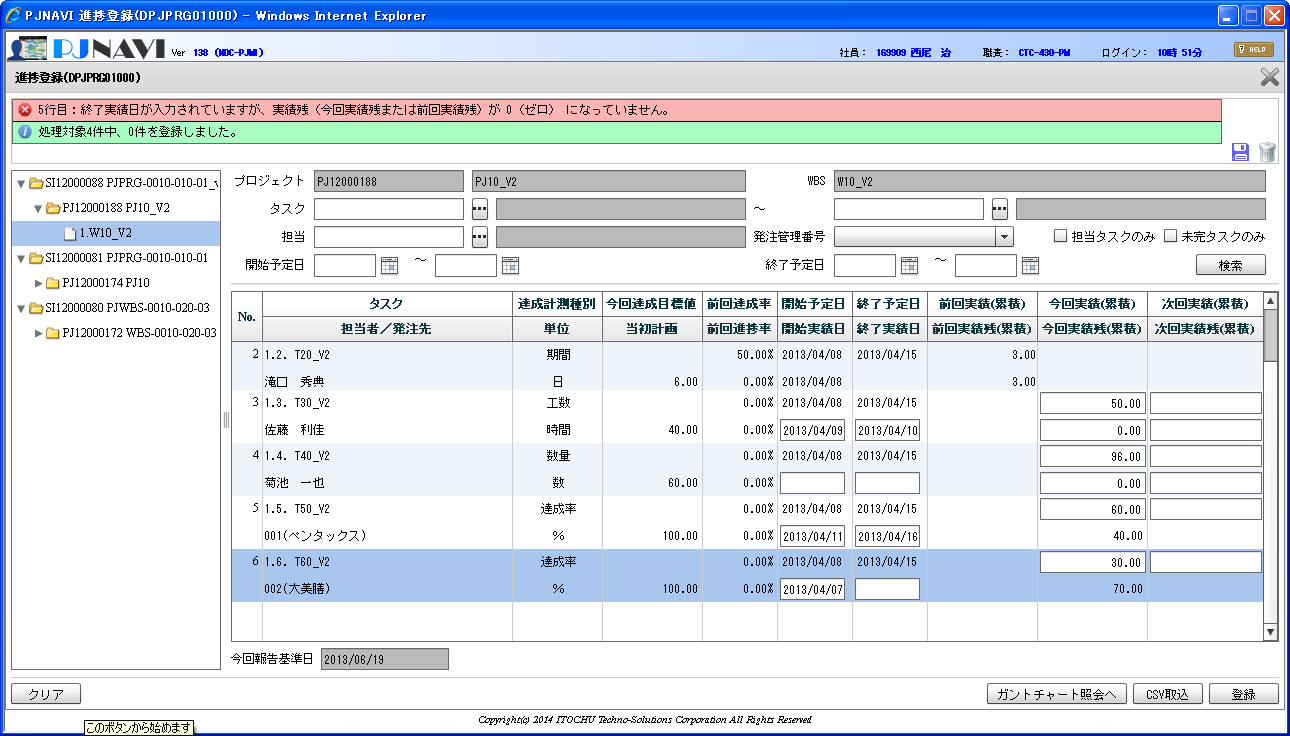 PJNAVI 進捗登録(DPJPRG01000) - Windows Internet Explorer
PJNAVI Ver 138 (NDC-PJMI) 社員： 169909 西尾 治 職責： CTC-430-PM ログイン： 10時 51分 HELP
進捗登録(DPJPRG01000)
5行目：終了実績日が入力されていますが、実績残（今回実績残または前回実績残）が 0（ゼロ） になっていません。
処理対象4件中、0件を登録しました。
SI12000088 PJPRG-0010-010-01_v
PJ12000188 PJ10_V2
1.W10_V2
SI12000081 PJPRG-0010-010-01
PJ12000174 PJ10
SI12000080 PJWBS-0010-020-03
PJ12000172 WBS-0010-020-03
プロジェクト PJ12000188 PJ10_V2 WBS W10_V2
タスク ... ～ ...
担当 ... 発注管理番号 担当タスクのみ 未完タスクのみ
開始予定日 ～ 終了予定日 ～ 検索
No. タスク 達成計測種別 今回達成目標値 前回達成率 開始予定日 終了予定日 前回実績(累積) 今回実績(累積) 次回実績(累積)
担当者／発注先 単位 当初計画 前回進捗率 開始実績日 終了実績日 前回実績残(累積) 今回実績残(累積) 次回実績残(累積)
2 1.2. T20_V2 期間 50.00% 2013/04/08 2013/04/15 3.00
滝口 秀典 日 6.00 0.00% 2013/04/08 3.00
3 1.3. T30_V2 工数 0.00% 2013/04/08 2013/04/15 50.00
佐藤 利佳 時間 40.00 0.00% 2013/04/09 2013/04/10 0.00
4 1.4. T40_V2 数量 0.00% 2013/04/08 2013/04/15 96.00
菊池 一也 数 60.00 0.00% 0.00
5 1.5. T50_V2 達成率 0.00% 2013/04/08 2013/04/15 60.00
001(ペンタックス) % 100.00 0.00% 2013/04/11 2013/04/16 40.00
6 1.6. T60_V2 達成率 0.00% 2013/04/08 2013/04/15 30.00
002(大美膳) % 100.00 0.00% 2013/04/07 70.00
今回報告基準日 2013/06/19
クリア ガントチャート照会へ CSV取込 登録
Copyright(c) 2014 ITOCHU Techno-Solutions Corporation All Rights Reserved
このボタンから始めます